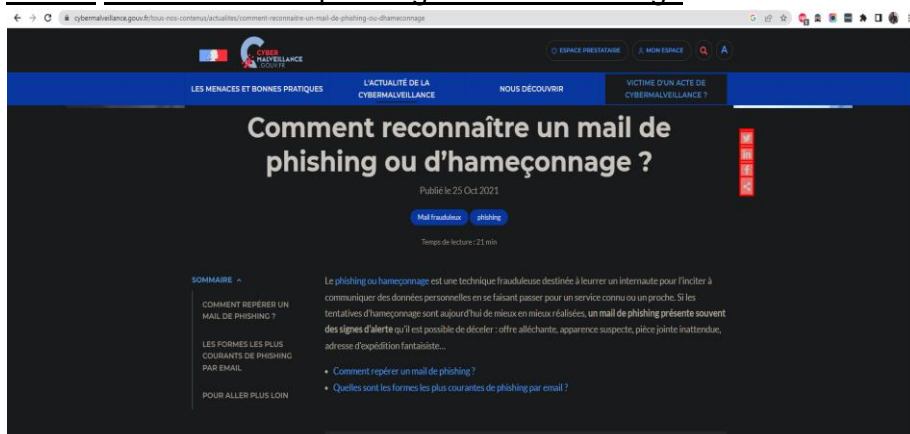 cybermalveillance.gouv.fr/tous-nos-contenus/actualites/comment-reconnaitre-un-mail-de-phishing-ou-dhameconnage
CYBER
MALVEILLANCE
.GOUV.FR
ESPACE PRESTATAIRE
MON ESPACE
A
LES MENACES ET BONNES PRATIQUES
L'ACTUALITÉ DE LA
CYBERMALVEILLANCE
NOUS DÉCOUVRIR
VICTIME D'UN ACTE DE
CYBERMALVEILLANCE ?
Comment reconnaître un mail de
phishing ou d'hameçonnage ?
Publié le 25 Oct 2021
Mail frauduleux
phishing
Temps de lecture : 21 min
SOMMAIRE
COMMENT REPÉRER UN
MAIL DE PHISHING ?
LES FORMES LES PLUS
COURANTES DE PHISHING
PAR EMAIL
POUR ALLER PLUS LOIN
Le phishing ou hameçonnage est une technique frauduleuse destinée à leurrer un internaute pour l'inciter à
communiquer des données personnelles en se faisant passer pour un service connu ou un proche. Si les
tentatives d'hameçonnage sont aujourd'hui de mieux en mieux réalisées, un mail de phishing présente souvent
des signes d'alerte qu'il est possible de déceler : offre alléchante, apparence suspecte, pièce jointe inattendue,
adresse d'expédition fantaisiste...
• Comment repérer un mail de phishing ?
• Quelles sont les formes les plus courantes de phishing par email ?